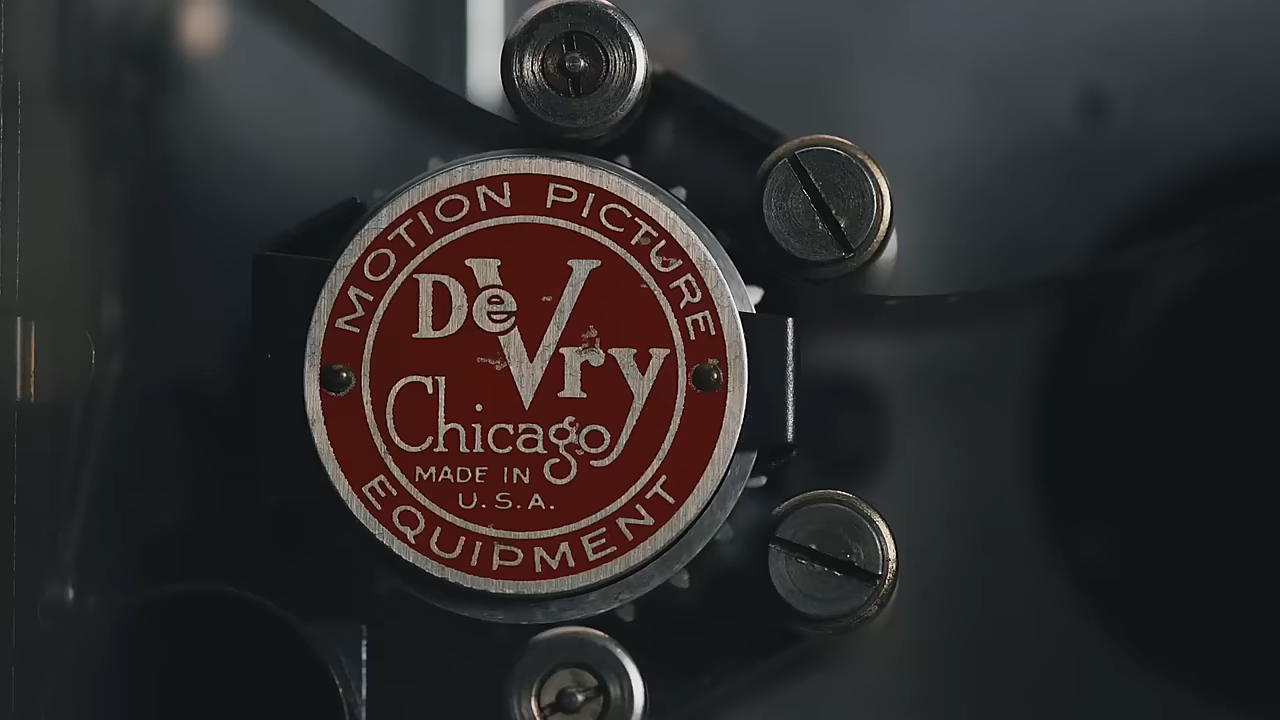 MOTION PICTURE
DeVry
Chicago
MADE IN
U.S.A.
EQUIPMENT